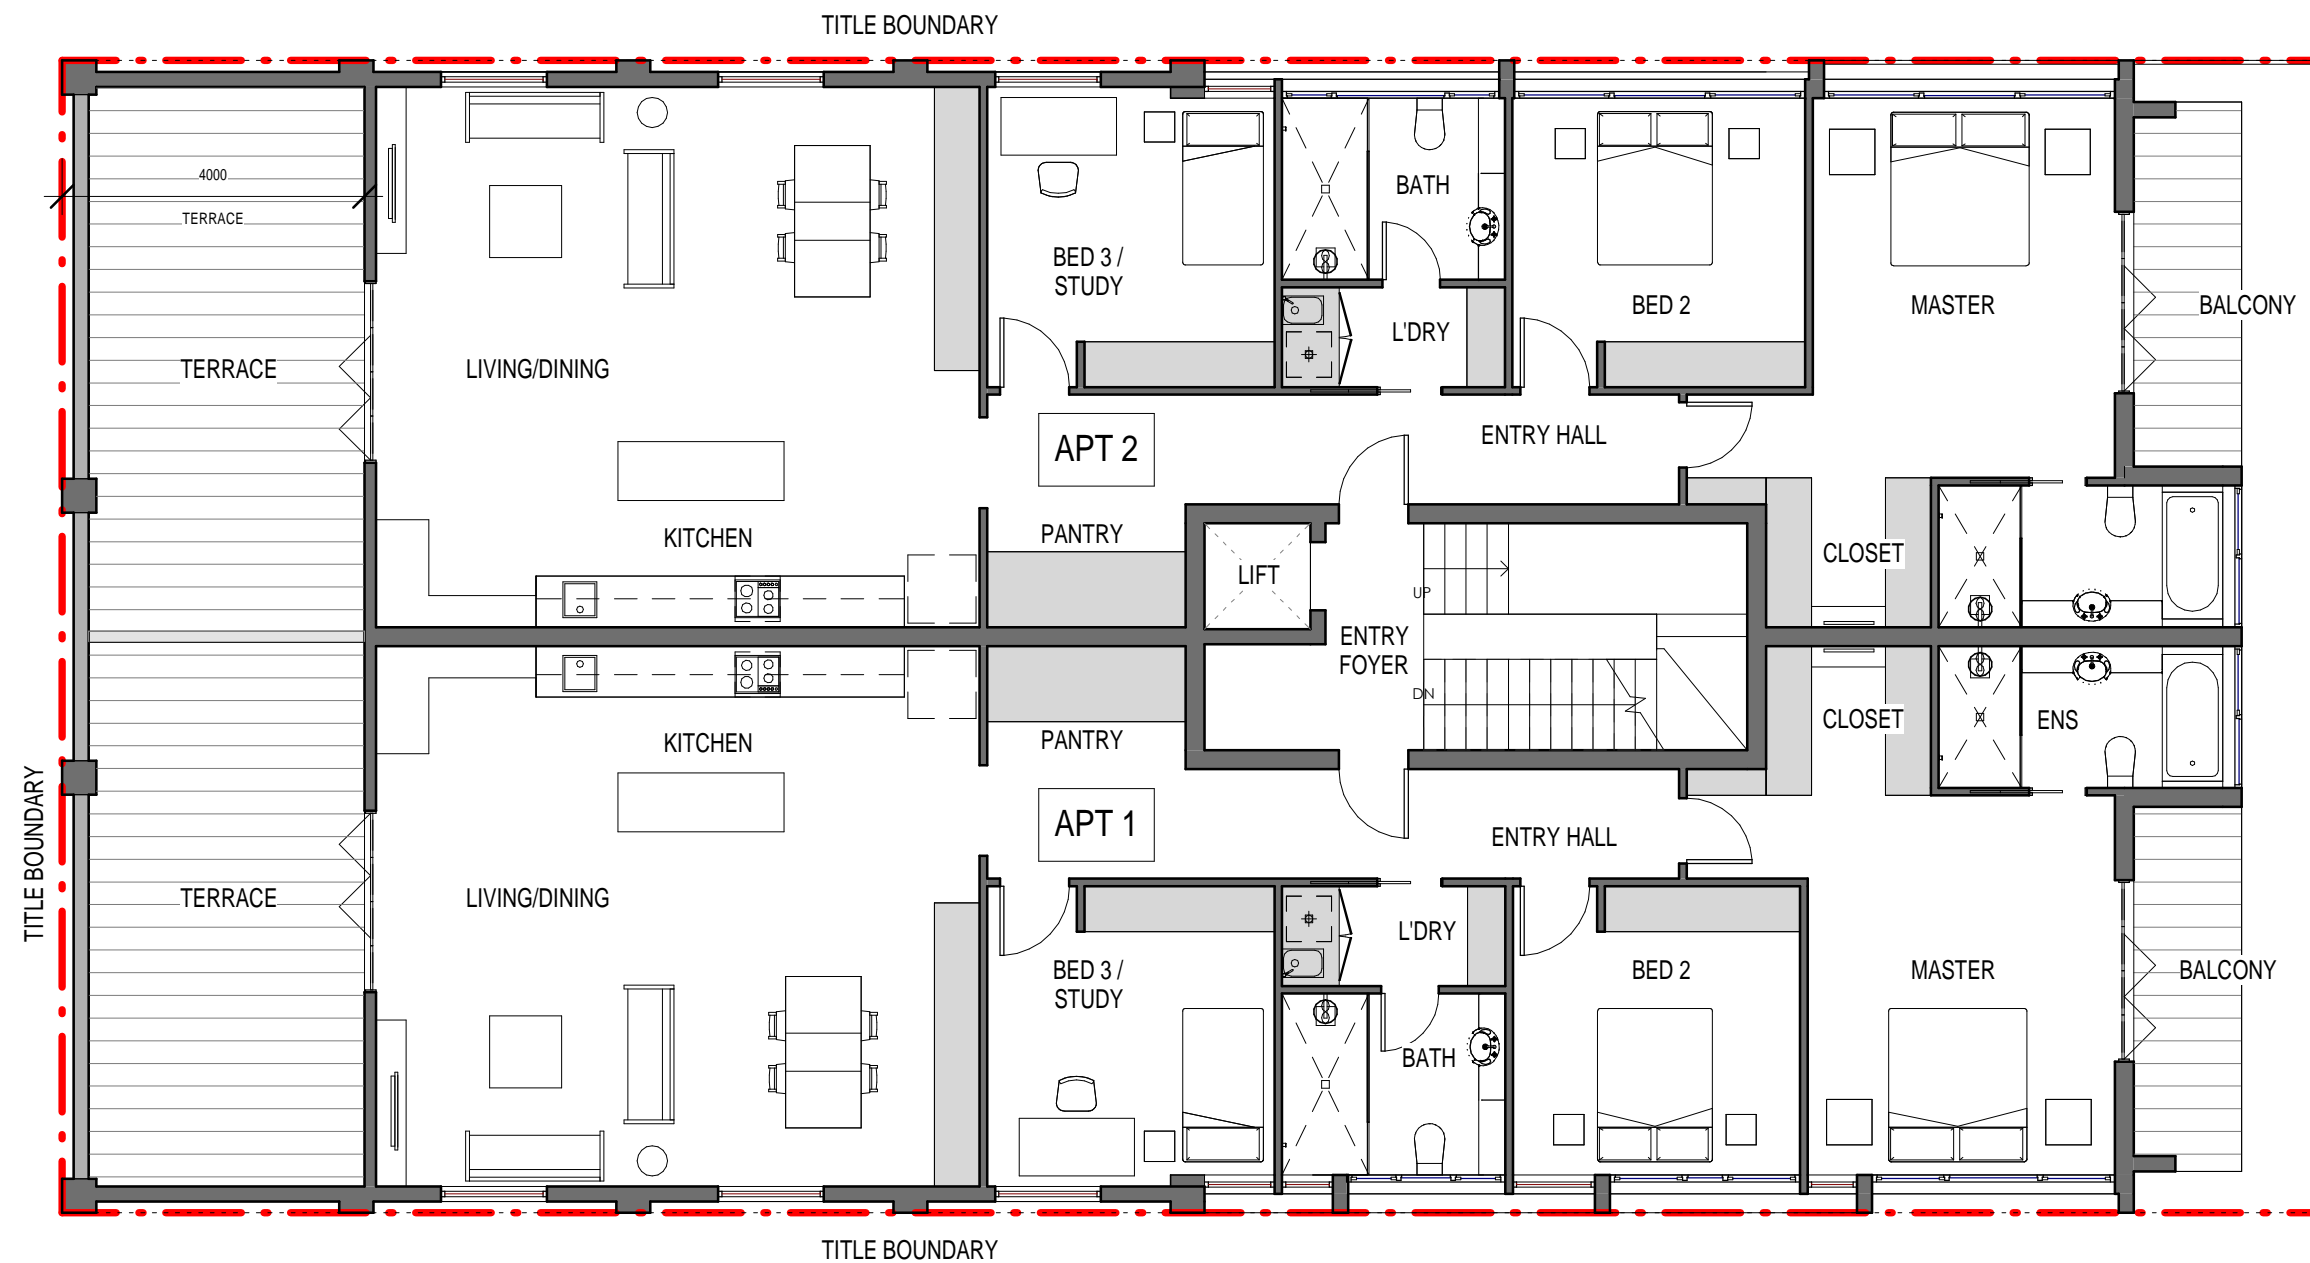 TITLE BOUNDARY
4000
TERRACE
BATH
BED 3 /
STUDY
BED 2
MASTER
BALCONY
L'DRY
TERRACE
LIVING/DINING
APT 2
ENTRY HALL
KITCHEN
PANTRY
CLOSET
LIFT
UP
ENTRY
FOYER
DN
CLOSET
ENS
KITCHEN
PANTRY
APT 1
ENTRY HALL
TITLE BOUNDARY
TERRACE
LIVING/DINING
L'DRY
BED 3 /
STUDY
BED 2
MASTER
BALCONY
BATH
TITLE BOUNDARY